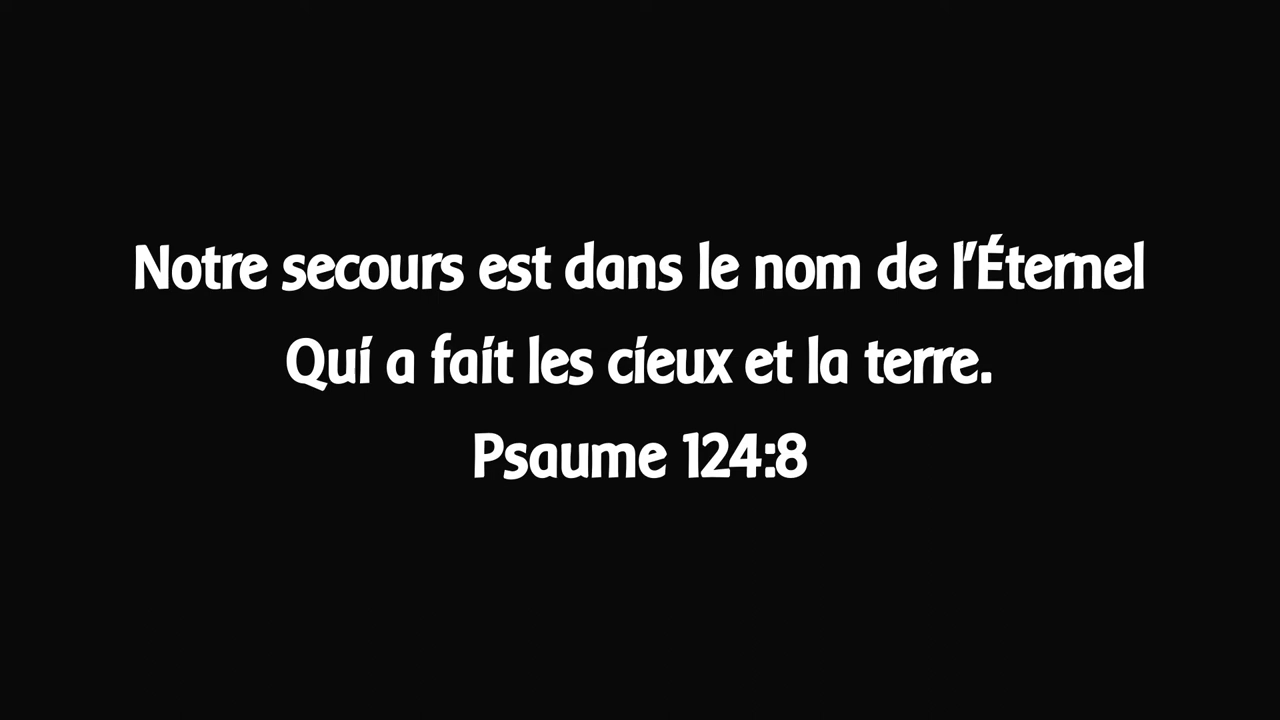 Notre secours est dans le nom de l’Éternel
Qui a fait les cieux et la terre.
Psaume 124:8